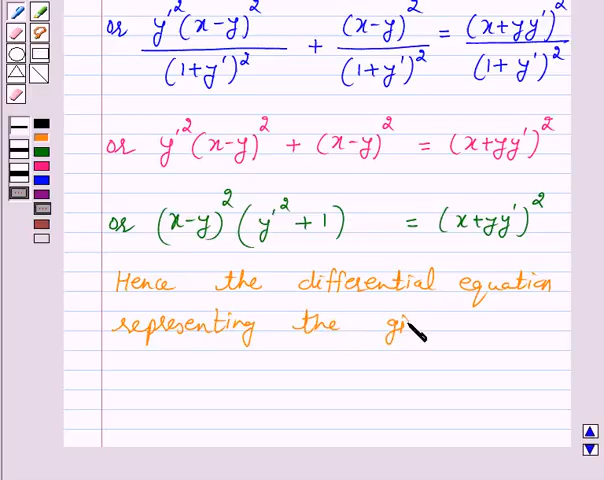 or y'²(x-y)²/(1+y')² + (x-y)²/(1+y')² = (x+yy')²/(1+y')²
or y'²(x-y)² + (x-y)² = (x+yy')²
or (x-y)²(y'²+1) = (x+yy')²
Hence the differential equation
representing the gi